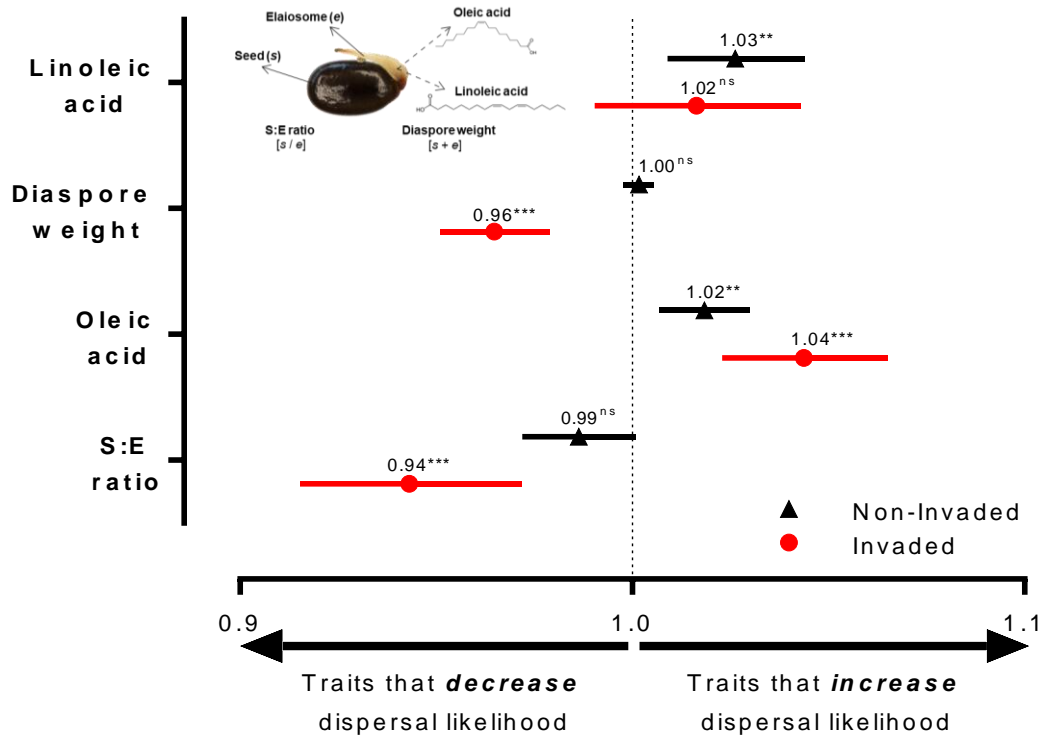 Elaiosome (e)
Oleic acid
OH
Seed (s)
Linoleic acid
HO
S:E ratio
[s / e]
Diaspore weight
[s + e]
Linoleic
acid
1.03**
1.02ns
Diaspore
weight
1.00ns
0.96***
Oleic
acid
1.02**
1.04***
S:E
ratio
0.99ns
0.94***
Non-Invaded
Invaded
0.9
1.0
1.1
Traits that decrease
dispersal likelihood
Traits that increase
dispersal likelihood